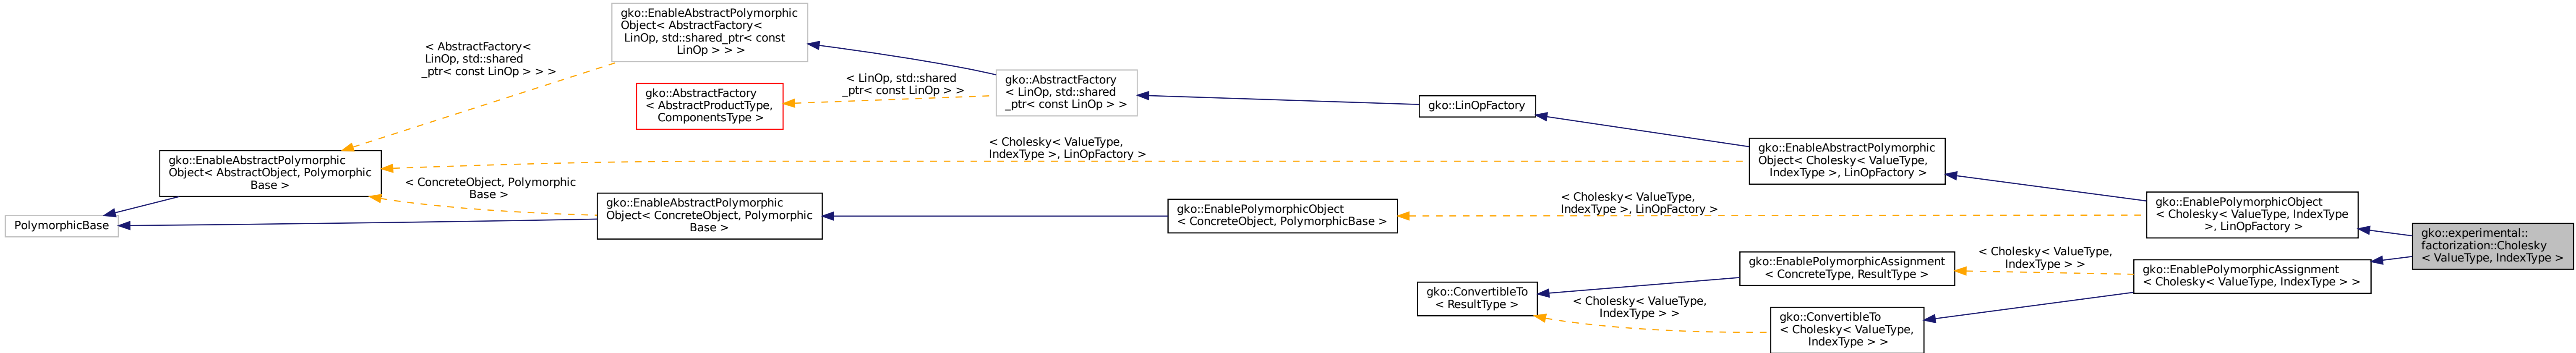 gko::EnableAbstractPolymorphic
Object< AbstractFactory<
LinOp, std::shared_ptr< const
LinOp > > >
< AbstractFactory<
LinOp, std::shared
_ptr< const LinOp > > >
gko::AbstractFactory
< AbstractProductType,
ComponentsType >
< LinOp, std::shared
_ptr< const LinOp > >
gko::AbstractFactory
< LinOp, std::shared
_ptr< const LinOp > >
gko::LinOpFactory
gko::EnableAbstractPolymorphic
Object< AbstractObject, Polymorphic
Base >
< Cholesky< ValueType,
IndexType >, LinOpFactory >
gko::EnableAbstractPolymorphic
Object< Cholesky< ValueType,
IndexType >, LinOpFactory >
< ConcreteObject, Polymorphic
Base >
PolymorphicBase
gko::EnableAbstractPolymorphic
Object< ConcreteObject, Polymorphic
Base >
gko::EnablePolymorphicObject
< ConcreteObject, PolymorphicBase >
< Cholesky< ValueType,
IndexType >, LinOpFactory >
gko::EnablePolymorphicObject
< Cholesky< ValueType, IndexType
>, LinOpFactory >
gko::experimental::
factorization::Cholesky
< ValueType, IndexType >
gko::EnablePolymorphicAssignment
< ConcreteType, ResultType >
< Cholesky< ValueType,
IndexType > >
gko::EnablePolymorphicAssignment
< Cholesky< ValueType, IndexType > >
gko::ConvertibleTo
< ResultType >
< Cholesky< ValueType,
IndexType > >
gko::ConvertibleTo
< Cholesky< ValueType,
IndexType > >